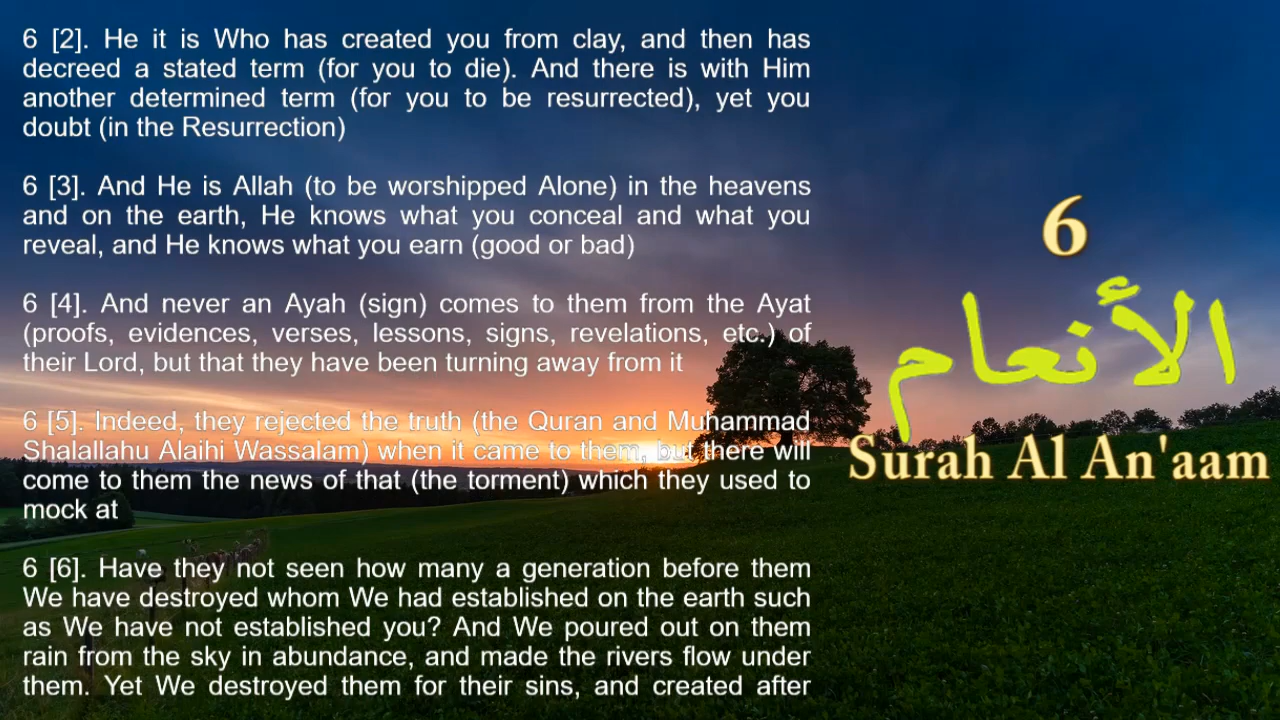 6 [2]. He it is Who has created you from clay, and then has
decreed a stated term (for you to die). And there is with Him
another determined term (for you to be resurrected), yet you
doubt (in the Resurrection)
6 [3]. And He is Allah (to be worshipped Alone) in the heavens
and on the earth, He knows what you conceal and what you
reveal, and He knows what you earn (good or bad)
6 [4]. And never an Ayah (sign) comes to them from the Ayat
(proofs, evidences, verses, lessons, signs, revelations, etc.) of
their Lord, but that they have been turning away from it
6 [5]. Indeed, they rejected the truth (the Quran and Muhammad
Shalallahu Alaihi Wassalam) when it came to them, but there will
come to them the news of that (the torment) which they used to
mock at
6 [6]. Have they not seen how many a generation before them
We have destroyed whom We had established on the earth such
as We have not established you? And We poured out on them
rain from the sky in abundance, and made the rivers flow under
them. Yet We destroyed them for their sins, and created after
6
الأنعام
Surah Al An'aam